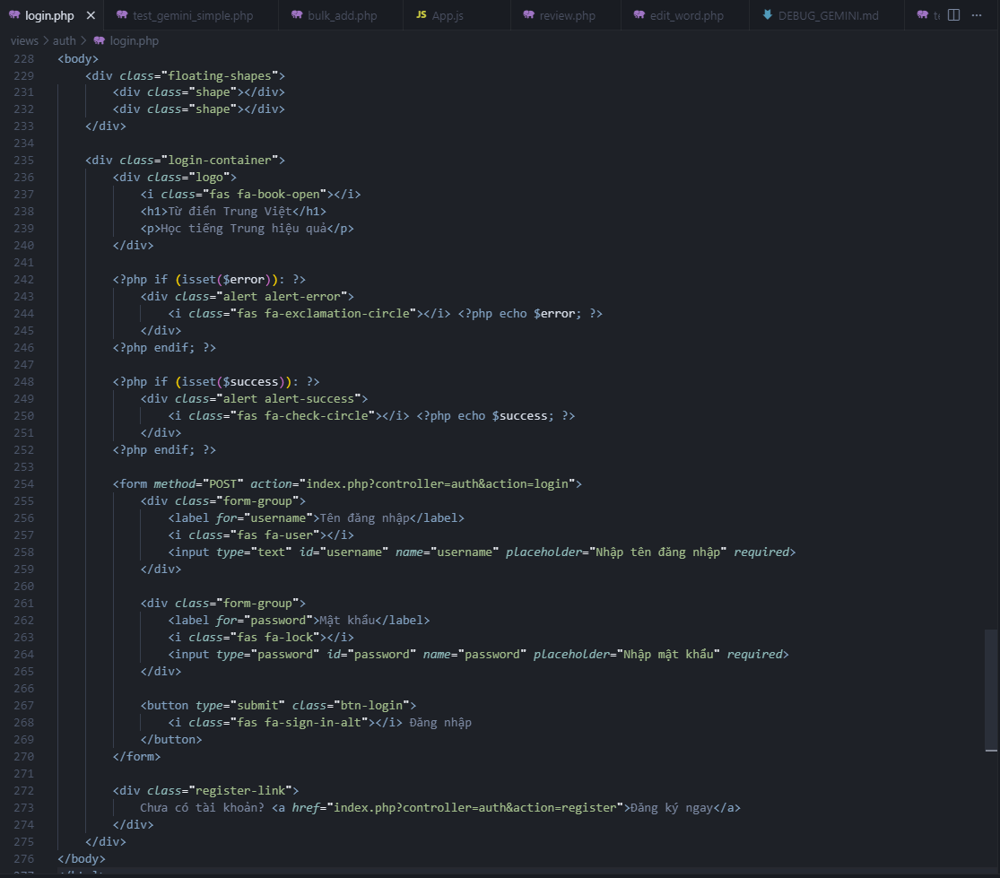 login.php
test_gemini_simple.php
bulk_add.php
JS App.js
review.php
edit_word.php
DEBUG_GEMINI.md
views > auth > login.php
228 <body>
229 <div class="floating-shapes">
231 <div class="shape"></div>
232 <div class="shape"></div>
233 </div>
234
235 <div class="login-container">
236 <div class="logo">
237 <i class="fas fa-book-open"></i>
238 <h1>Từ điển Trung Việt</h1>
239 <p>Học tiếng Trung hiệu quả</p>
240 </div>
241
242 <?php if (isset($error)): ?>
243 <div class="alert alert-error">
244 <i class="fas fa-exclamation-circle"></i> <?php echo $error; ?>
245 </div>
246 <?php endif; ?>
247
248 <?php if (isset($success)): ?>
249 <div class="alert alert-success">
250 <i class="fas fa-check-circle"></i> <?php echo $success; ?>
251 </div>
252 <?php endif; ?>
253
254 <form method="POST" action="index.php?controller=auth&action=login">
255 <div class="form-group">
256 <label for="username">Tên đăng nhập</label>
257 <i class="fas fa-user"></i>
258 <input type="text" id="username" name="username" placeholder="Nhập tên đăng nhập" required>
259 </div>
260
261 <div class="form-group">
262 <label for="password">Mật khẩu</label>
263 <i class="fas fa-lock"></i>
264 <input type="password" id="password" name="password" placeholder="Nhập mật khẩu" required>
265 </div>
266
267 <button type="submit" class="btn-login">
268 <i class="fas fa-sign-in-alt"></i> Đăng nhập
269 </button>
270 </form>
271
272 <div class="register-link">
273 Chưa có tài khoản? <a href="index.php?controller=auth&action=register">Đăng ký ngay</a>
274 </div>
275 </div>
276 </body>